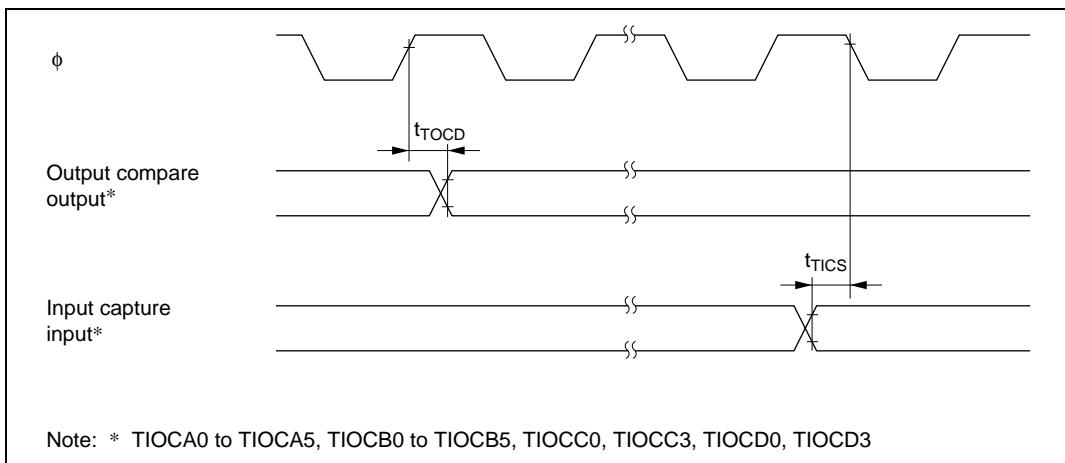 ϕ
tTOCD
Output compare
output*
tTICS
Input capture
input*
Note: * TIOCA0 to TIOCA5, TIOCB0 to TIOCB5, TIOCC0, TIOCC3, TIOCD0, TIOCD3